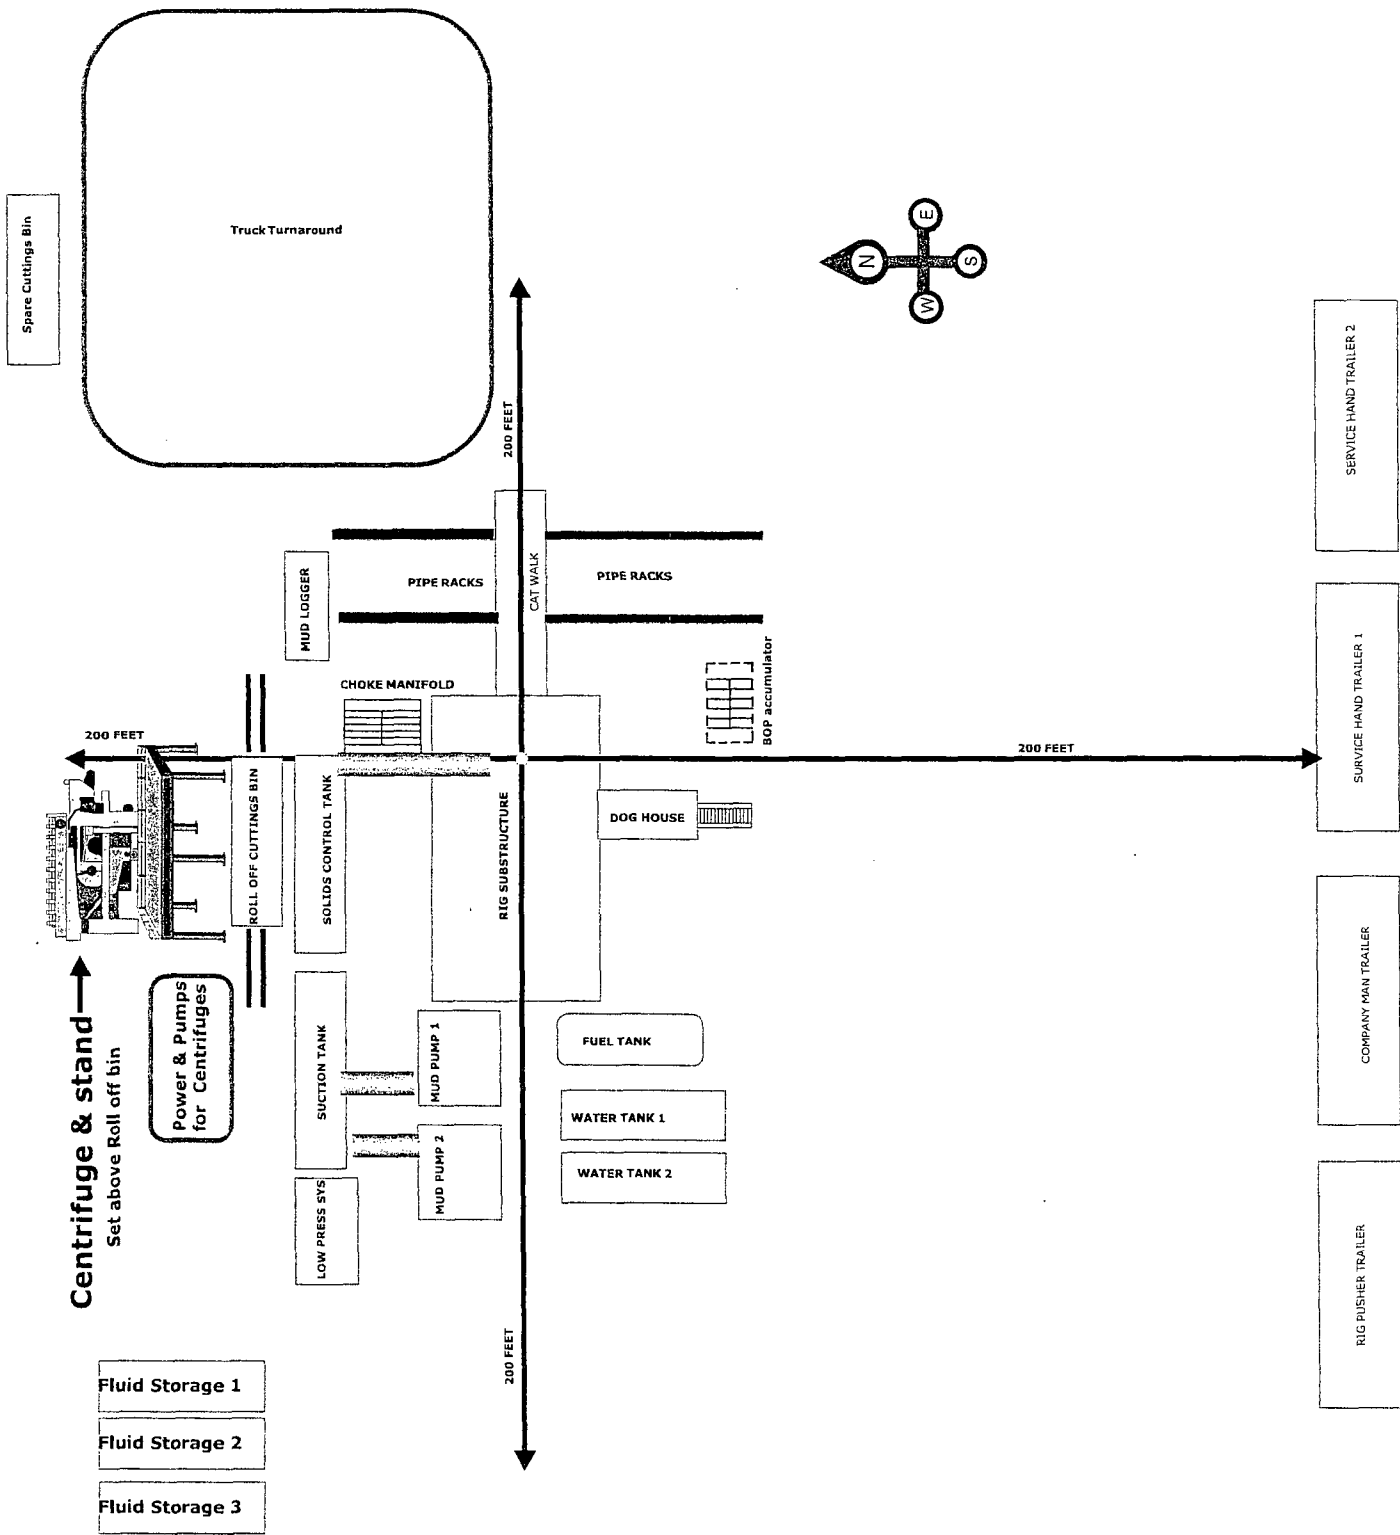 Spare Cuttings Bin
Truck Turnaround
N
E
W
S
200 FEET
SERVICE HAND TRAILER 2
MUD LOGGER
PIPE RACKS
CAT WALK
PIPE RACKS
CHOKE MANIFOLD
BOP accumulator
200 FEET
200 FEET
SURVICE HAND TRAILER 1
ROLL OFF CUTTINGS BIN
SOLIDS CONTROL TANK
RIG SUBSTRUCTURE
DOG HOUSE
Centrifuge & stand
Set above Roll off bin
Power & Pumps
for Centrifuges
SUCTION TANK
MUD PUMP 1
FUEL TANK
COMPANY MAN TRAILER
WATER TANK 1
MUD PUMP 2
WATER TANK 2
LOW PRESS SYS
RIG PUSHER TRAILER
200 FEET
Fluid Storage 1
Fluid Storage 2
Fluid Storage 3